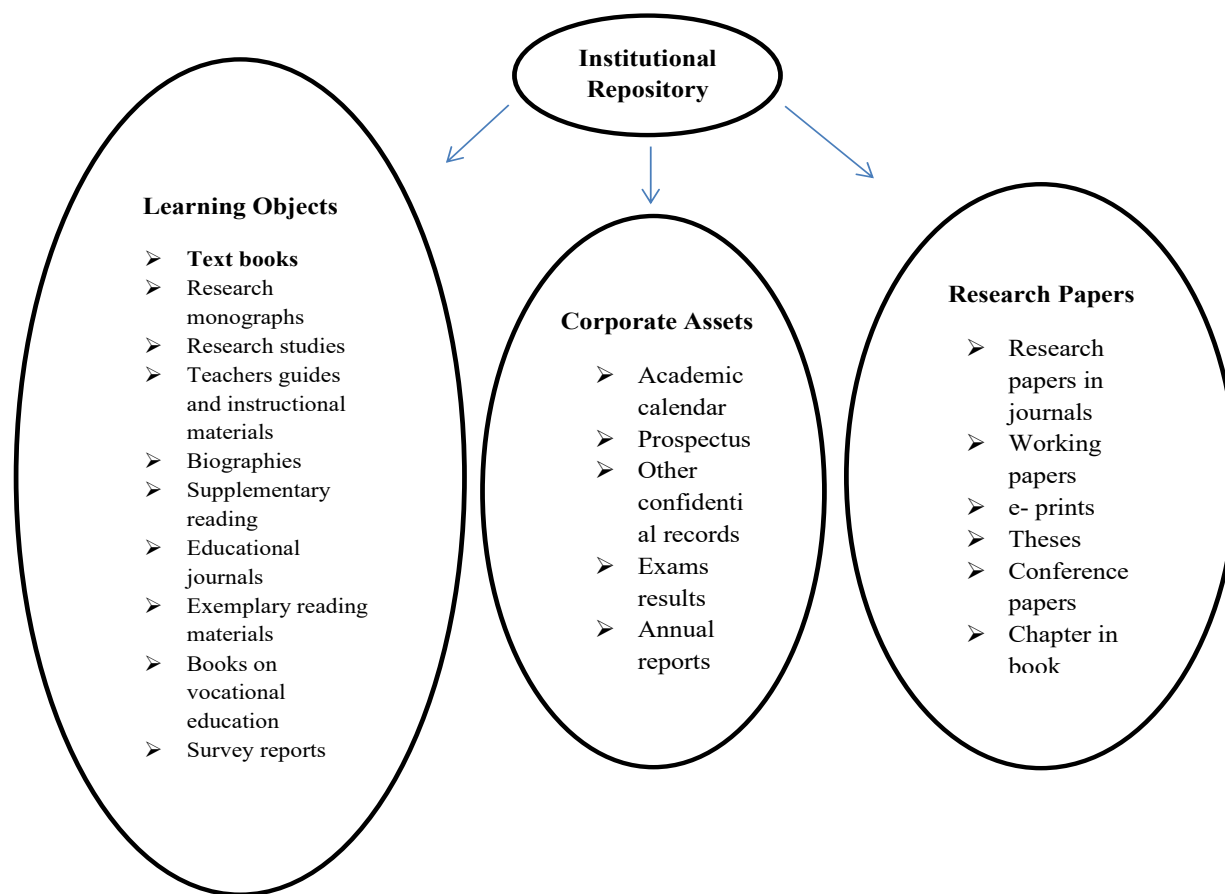 Institutional
Repository
Learning Objects
➢ Text books
➢ Research
monographs
➢ Research studies
➢ Teachers guides
and instructional
materials
➢ Biographies
➢ Supplementary
reading
➢ Educational
journals
➢ Exemplary reading
materials
➢ Books on
vocational
education
➢ Survey reports
Corporate Assets
➢ Academic
calendar
➢ Prospectus
➢ Other
confidenti
al records
➢ Exams
results
➢ Annual
reports
Research Papers
➢ Research
papers in
journals
➢ Working
papers
➢ e- prints
➢ Theses
➢ Conference
papers
➢ Chapter in
book